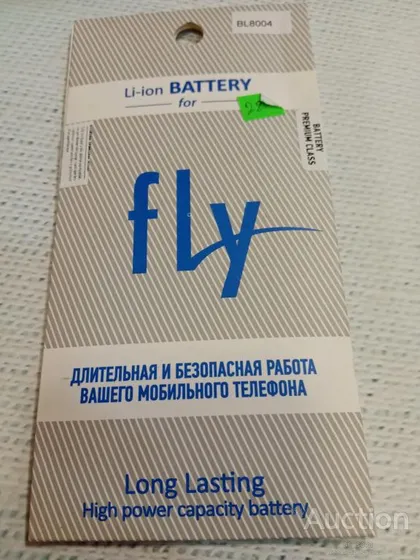 BL8004
Li-ion BATTERY
for
BATTERY
PREMIUM CLASS
fly
ДЛИТЕЛЬНАЯ И БЕЗОПАСНАЯ РАБОТА
ВАШЕГО МОБИЛЬНОГО ТЕЛЕФОНА
Long Lasting
High power capacity battery
Auction